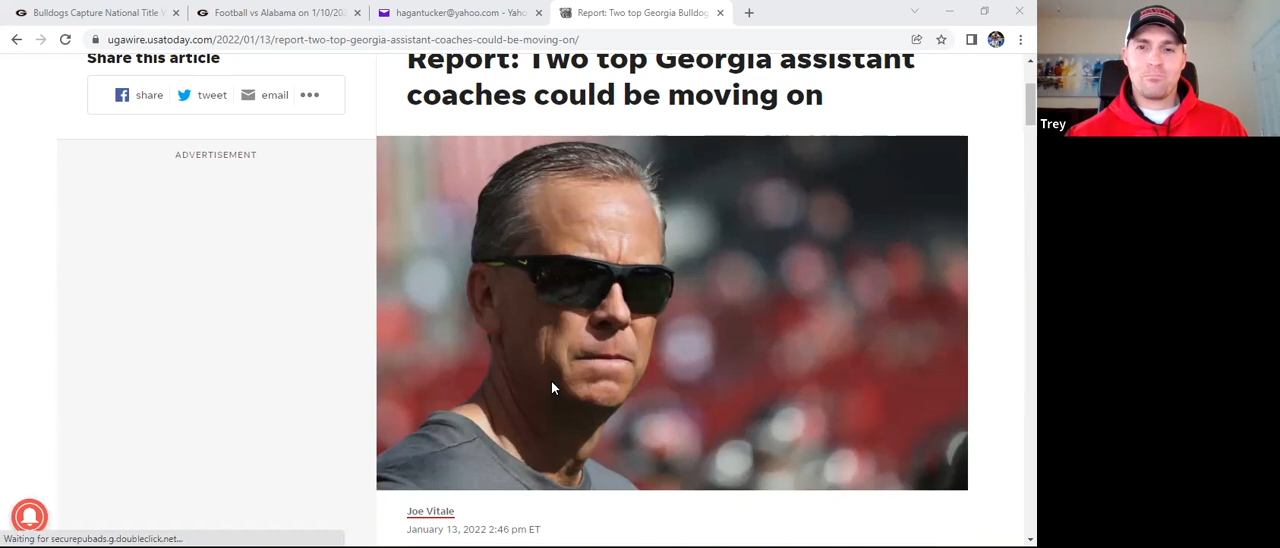 Bulldogs Capture National Title V
Football vs Alabama on 1/10/202
hagantucker@yahoo.com - Yaho
Report: Two top Georgia Bulldog
ugawire.usatoday.com/2022/01/13/report-two-top-georgia-assistant-coaches-could-be-moving-on/
Share this article
share
tweet
email
ADVERTISEMENT
Report: Two top Georgia assistant
coaches could be moving on
Joe Vitale
January 13, 2022 2:46 pm ET
Waiting for securepubads.g.doubleclick.net...
Trey